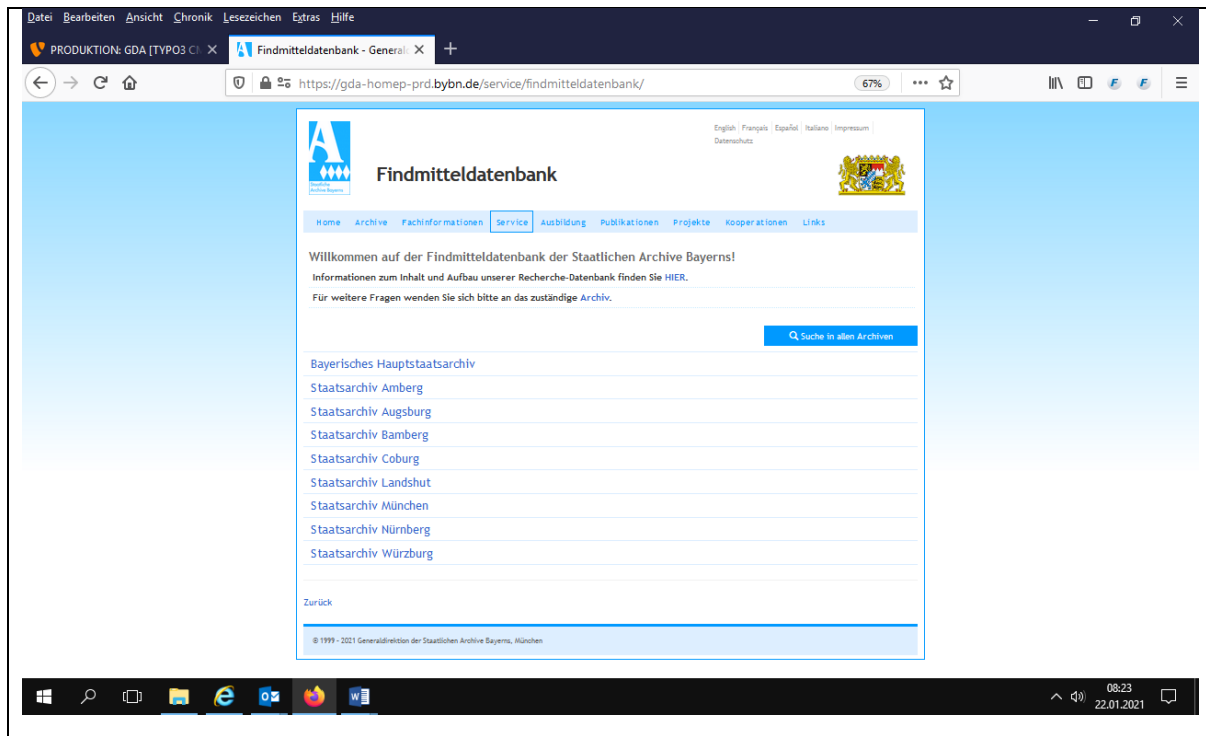 Datei Bearbeiten Ansicht Chronik Lesezeichen Extras Hilfe
PRODUKTION: GDA [TYPO3 CM
Findmitteldatenbank - General
https://gda-homep-prd.bybn.de/service/findmitteldatenbank/
67%
English Français Español Italiano Impressum
Datenschutz
Staatliche
Archive Bayerns
Findmitteldatenbank
Home Archive Fachinformationen Service Ausbildung Publikationen Projekte Kooperationen Links
Willkommen auf der Findmitteldatenbank der Staatlichen Archive Bayerns!
Informationen zum Inhalt und Aufbau unserer Recherche-Datenbank finden Sie HIER.
Für weitere Fragen wenden Sie sich bitte an das zuständige Archiv.
Suche in allen Archiven
Bayerisches Hauptstaatsarchiv
Staatsarchiv Amberg
Staatsarchiv Augsburg
Staatsarchiv Bamberg
Staatsarchiv Coburg
Staatsarchiv Landshut
Staatsarchiv München
Staatsarchiv Nürnberg
Staatsarchiv Würzburg
Zurück
© 1999 - 2021 Generaldirektion der Staatlichen Archive Bayerns, München
08:23
22.01.2021